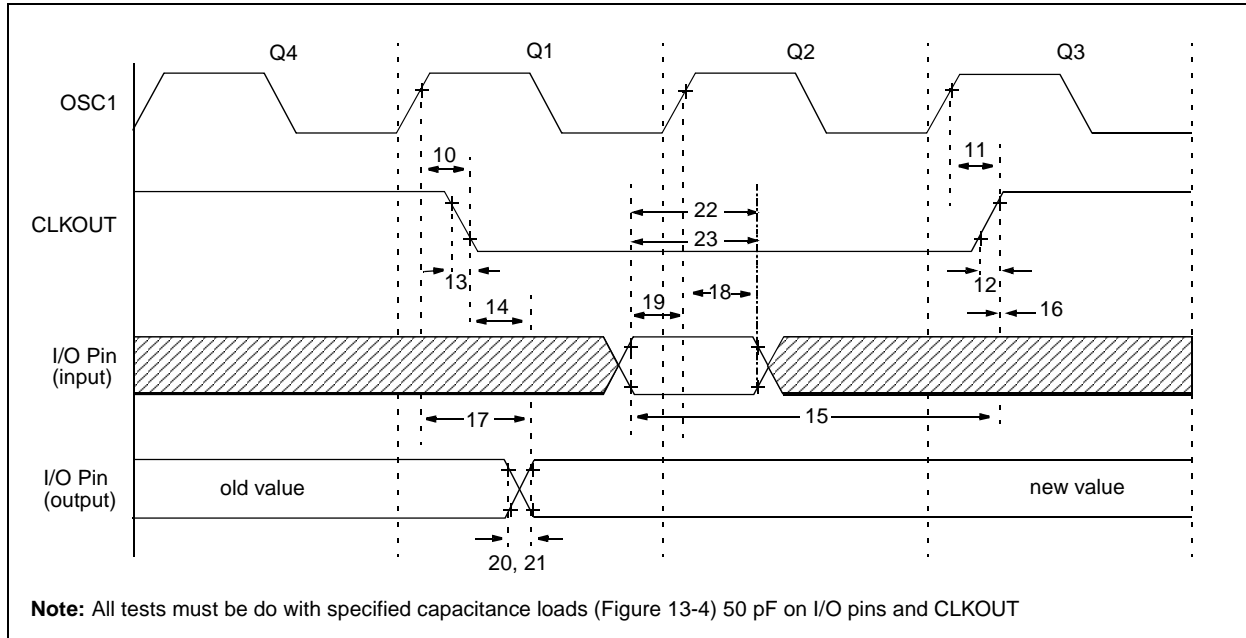 Q4 Q1 Q2 Q3
OSC1
10 11
CLKOUT
22
23
13 12
18
19
14 16
I/O Pin
(input)
17 15
I/O Pin
(output)
old value new value
20, 21
Note: All tests must be do with specified capacitance loads (Figure 13-4) 50 pF on I/O pins and CLKOUT